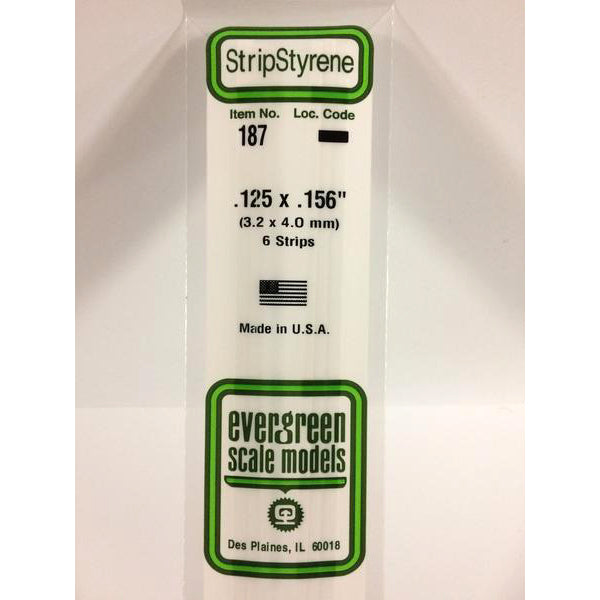 StripStyrene
Item No. Loc. Code
187
.125 x .156"
(3.2 x 4.0 mm)
6 Strips
Made in U.S.A.
evergreen
scale models
Des Plaines, IL 60018